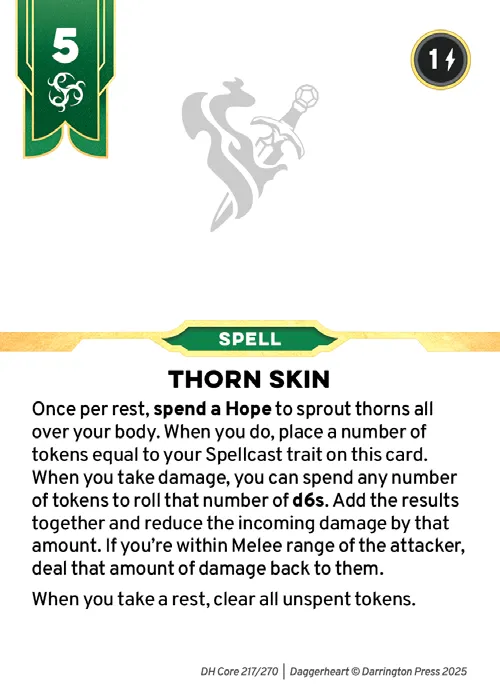 5
1
SPELL
THORN SKIN
Once per rest, spend a Hope to sprout thorns all
over your body. When you do, place a number of
tokens equal to your Spellcast trait on this card.
When you take damage, you can spend any number
of tokens to roll that number of d6s. Add the results
together and reduce the incoming damage by that
amount. If you’re within Melee range of the attacker,
deal that amount of damage back to them.
When you take a rest, clear all unspent tokens.
DH Core 217/270 | Daggerheart © Darrington Press 2025